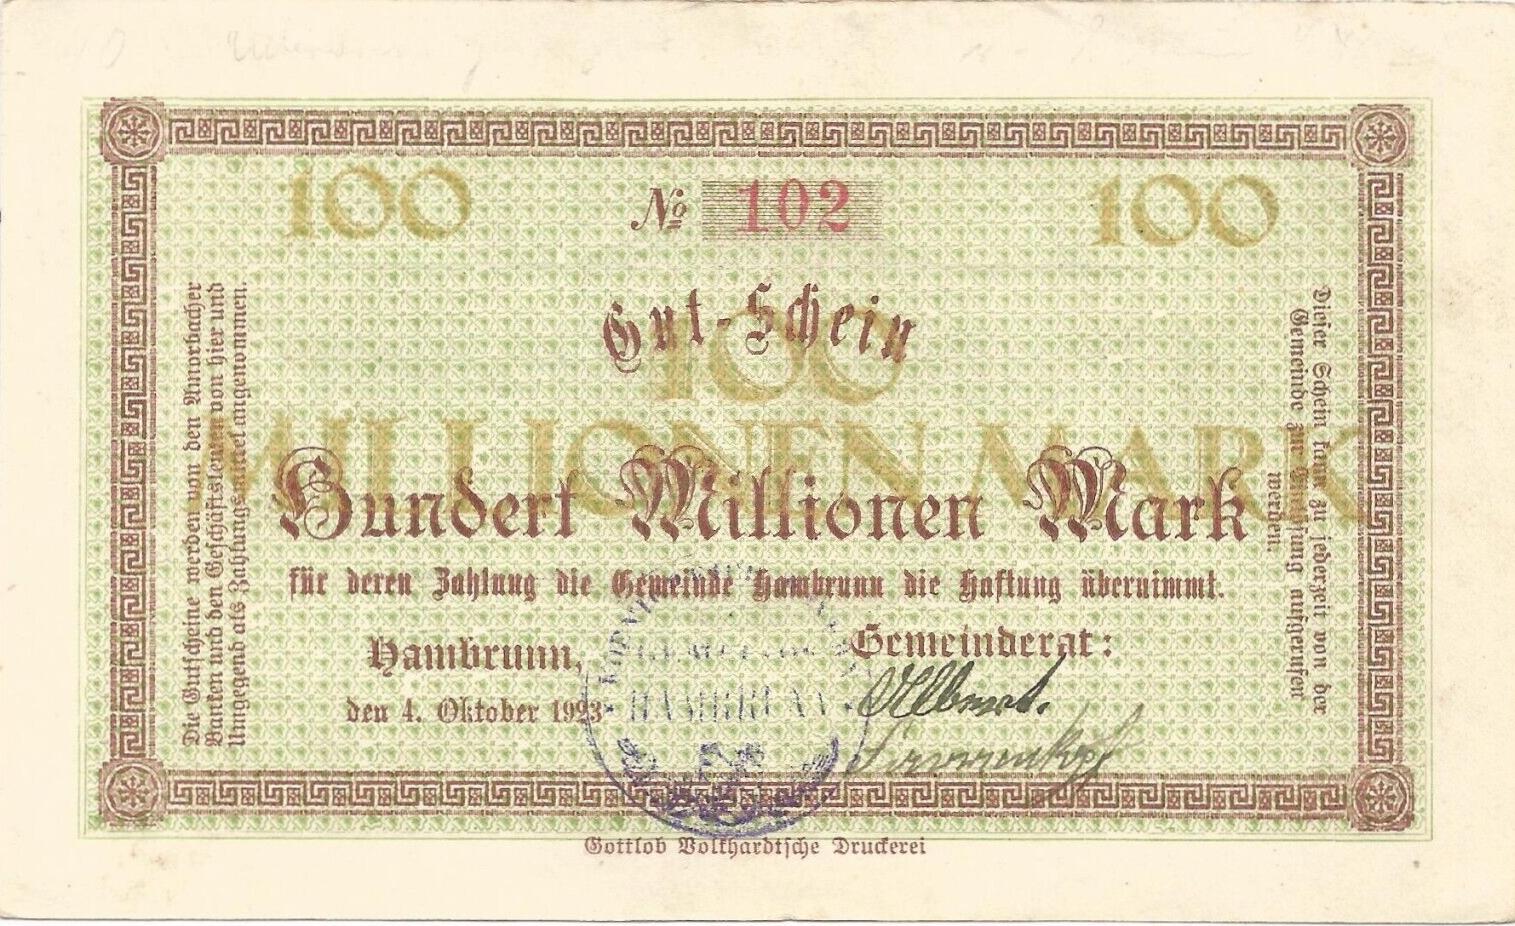 100 № 102 100
Gut-Schein
100
MILLIONEN MARK
Hundert Millionen Mark
für deren Zahlung die Gemeinde Hambrunn die Haftung übernimmt.
Hambrunn,
den 4. Oktober 1923
Gemeinderat:
HAMBRUNN
Die Gutscheine werden von den Amorbacher
Banken und den Geschäftsleuten von hier und
Umgegend als Zahlungsmittel angenommen.
Dieser Schein kann zu jederzeit von der
Gemeinde zur Einlösung aufgerufen
werden.
Gottlob Volkhardtsche Druckerei